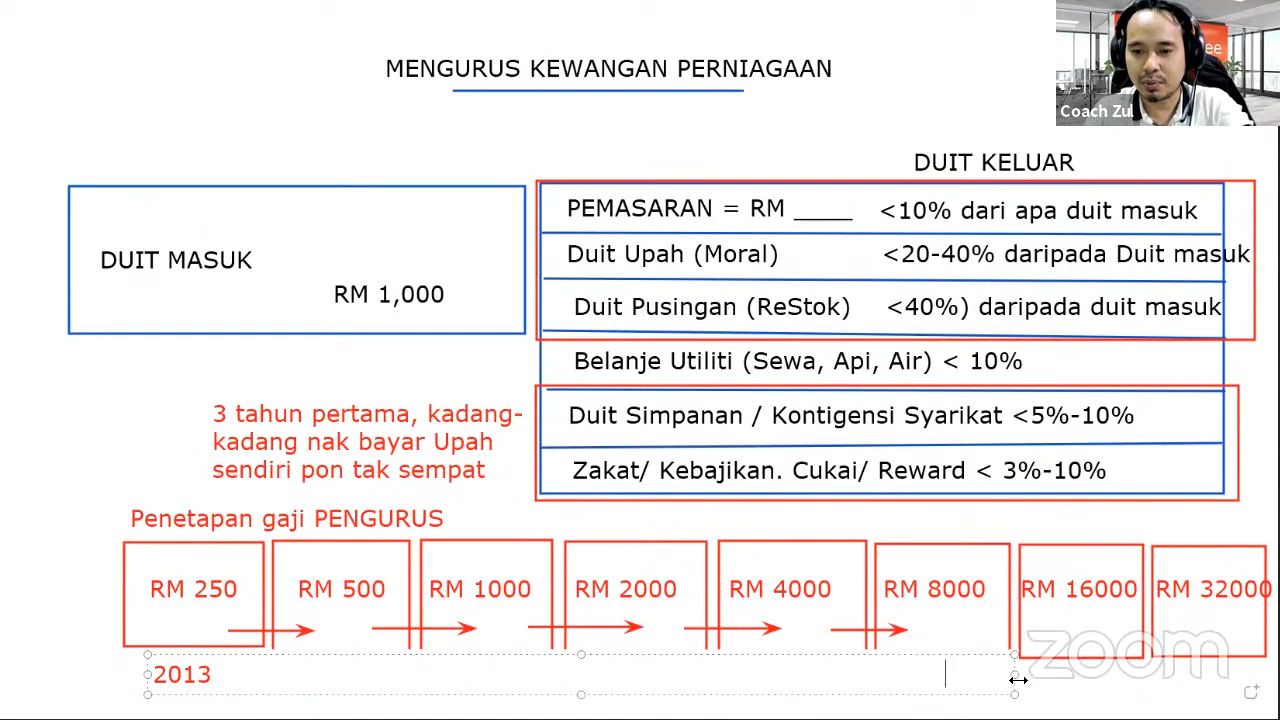 MENGURUS KEWANGAN PERNIAGAAN
ee
Coach Zul
DUIT KELUAR
DUIT MASUK
RM 1,000
PEMASARAN = RM ____ <10% dari apa duit masuk
Duit Upah (Moral) <20-40% daripada Duit masuk
Duit Pusingan (ReStok) <40%) daripada duit masuk
Belanje Utiliti (Sewa, Api, Air) < 10%
Duit Simpanan / Kontigensi Syarikat <5%-10%
Zakat/ Kebajikan. Cukai/ Reward < 3%-10%
3 tahun pertama, kadang-
kadang nak bayar Upah
sendiri pon tak sempat
Penetapan gaji PENGURUS
RM 250 RM 500 RM 1000 RM 2000 RM 4000 RM 8000 RM 16000 RM 32000
2013
zoom